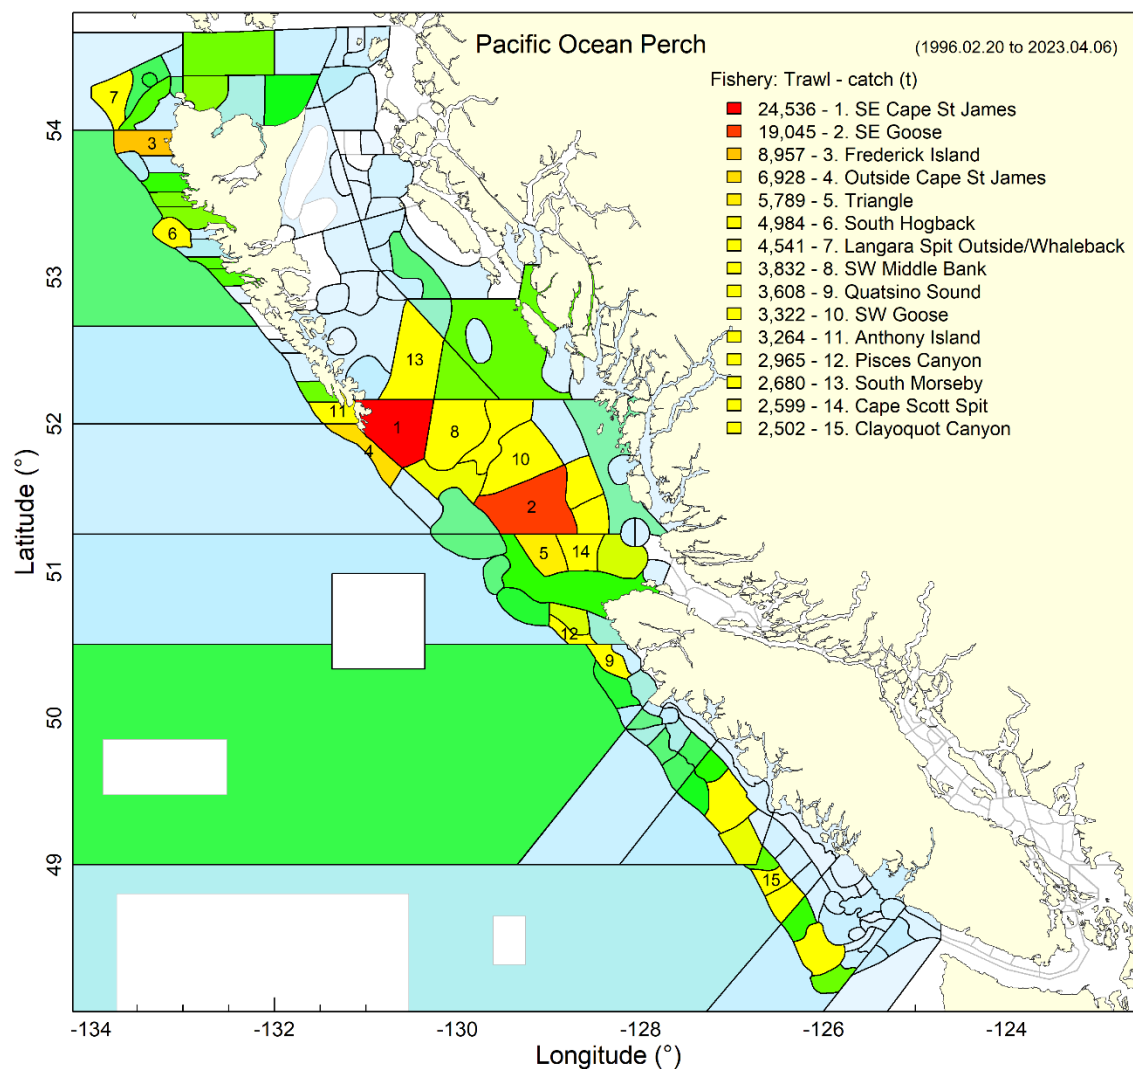 Pacific Ocean Perch
(1996.02.20 to 2023.04.06)
Fishery: Trawl - catch (t)
24,536 - 1. SE Cape St James
19,045 - 2. SE Goose
8,957 - 3. Frederick Island
6,928 - 4. Outside Cape St James
5,789 - 5. Triangle
4,984 - 6. South Hogback
4,541 - 7. Langara Spit Outside/Whaleback
3,832 - 8. SW Middle Bank
3,608 - 9. Quatsino Sound
3,322 - 10. SW Goose
3,264 - 11. Anthony Island
2,965 - 12. Pisces Canyon
2,680 - 13. South Morseby
2,599 - 14. Cape Scott Spit
2,502 - 15. Clayoquot Canyon
7
3
6
13
11
1
8
4
10
2
5
14
12
9
15
54
53
52
51
50
49
Latitude (°)
-134
-132
-130
-128
-126
-124
Longitude (°)